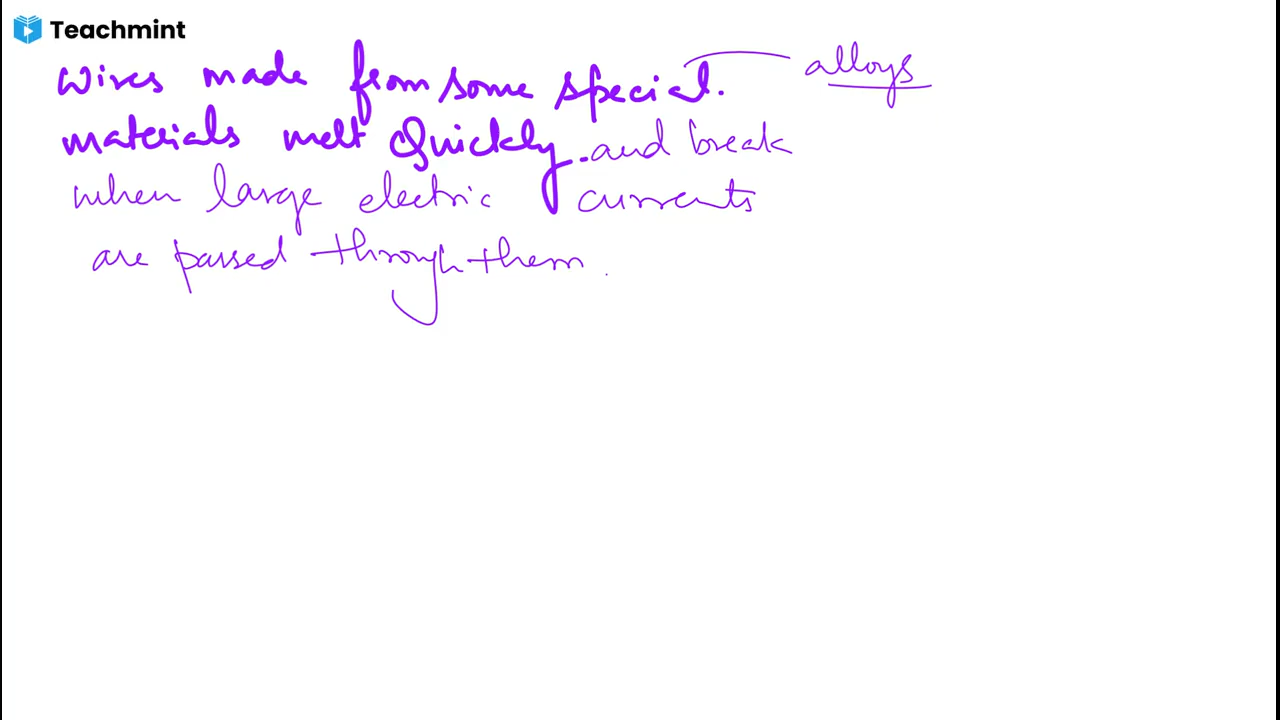 Teachmint
wires made from some special. alloys
materials melt Quickly. and break
when large electric currents
are passed through them.